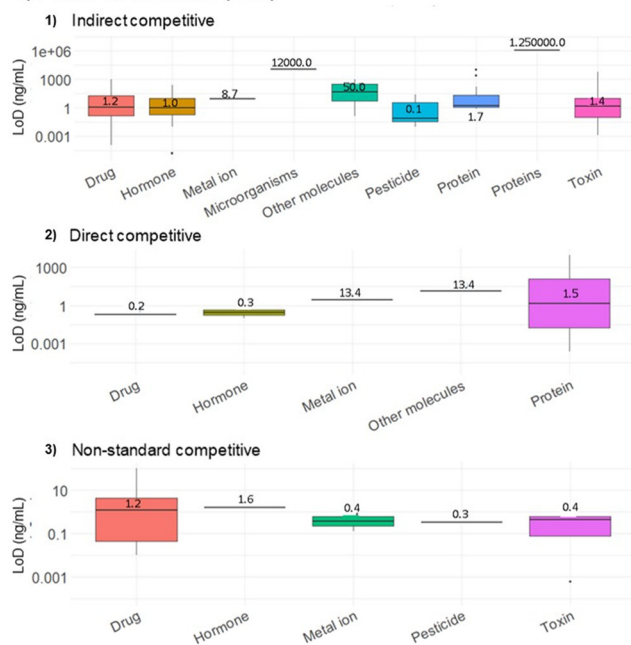 1) Indirect competitive
LoD (ng/mL)
1e+06
1000
1
0.001
1.2
1.0
8.7
12000.0
50.0
0.1
1.7
1.250000.0
1.4
Drug
Hormone
Metal ion
Microorganisms
Other molecules
Pesticide
Protein
Proteins
Toxin
2) Direct competitive
LoD (ng/mL)
1000
1
0.001
0.2
0.3
13.4
13.4
1.5
Drug
Hormone
Metal ion
Other molecules
Protein
3) Non-standard competitive
LoD (ng/mL)
10
0.1
0.001
1.2
1.6
0.4
0.3
0.4
Drug
Hormone
Metal ion
Pesticide
Toxin